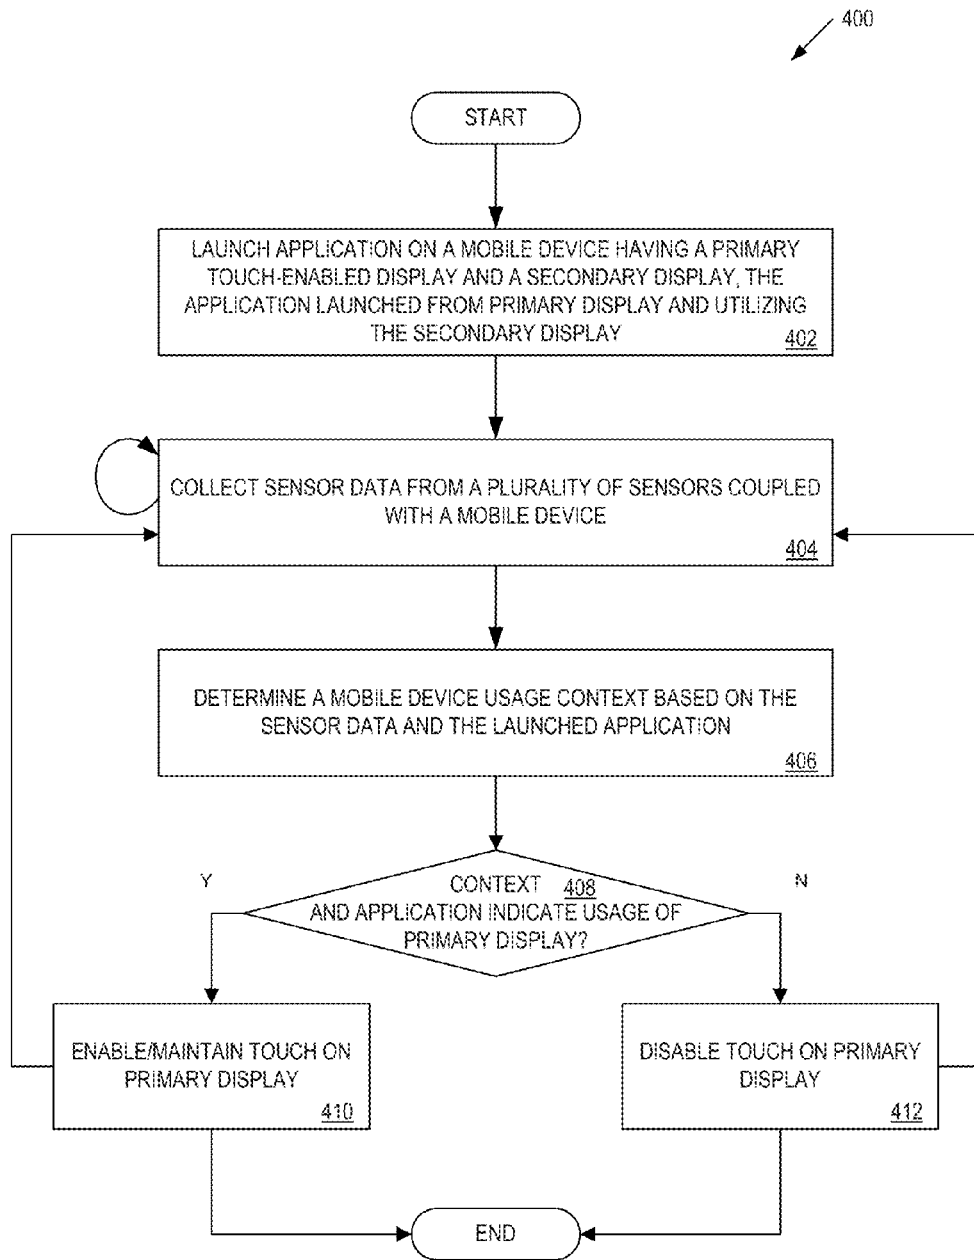 400
START
LAUNCH APPLICATION ON A MOBILE DEVICE HAVING A PRIMARY
TOUCH-ENABLED DISPLAY AND A SECONDARY DISPLAY, THE
APPLICATION LAUNCHED FROM PRIMARY DISPLAY AND UTILIZING
THE SECONDARY DISPLAY
402
COLLECT SENSOR DATA FROM A PLURALITY OF SENSORS COUPLED
WITH A MOBILE DEVICE
404
DETERMINE A MOBILE DEVICE USAGE CONTEXT BASED ON THE
SENSOR DATA AND THE LAUNCHED APPLICATION
406
Y
N
CONTEXT 408
AND APPLICATION INDICATE USAGE OF
PRIMARY DISPLAY?
ENABLE/MAINTAIN TOUCH ON
PRIMARY DISPLAY
410
DISABLE TOUCH ON PRIMARY
DISPLAY
412
END